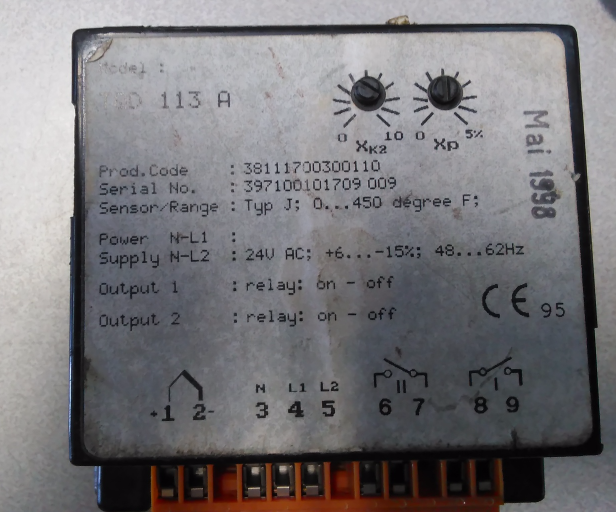 Model :
D 113 A
0 10
XK2
0 5%
Xp
Mai 1998
Prod.Code : 38111700300110
Serial No. : 397100101709 009
Sensor/Range : Typ J; 0...450 degree F;
Power N-L1 :
Supply N-L2 : 24V AC; +6...-15%; 48...62Hz
Output 1 : relay: on - off
Output 2 : relay: on - off
CE 95
N L1 L2
II I
+1 2- 3 4 5 6 7 8 9